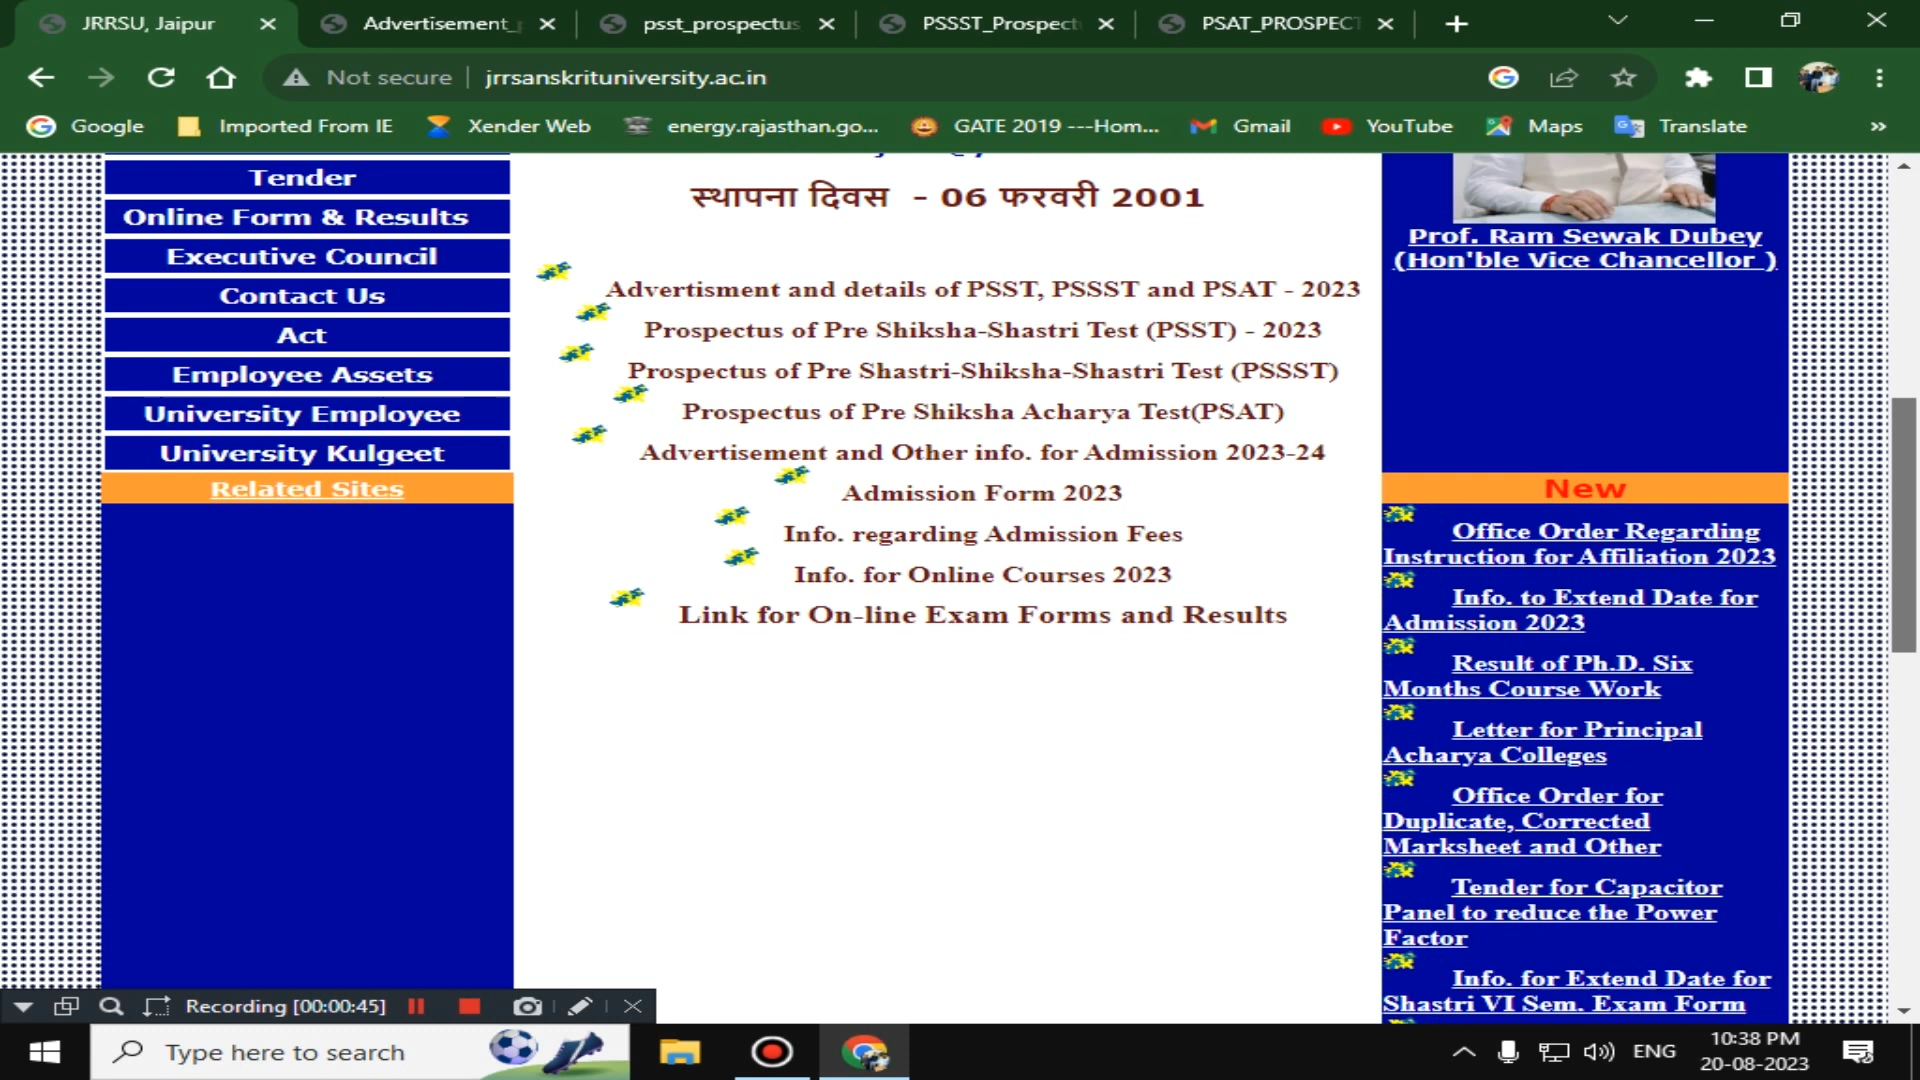 JRRSU, Jaipur
Advertisement_
psst_prospectus
PSSST_Prospect
PSAT_PROSPECT
Not secure
jrrsanskrituniversity.ac.in
Google
Imported From IE
Xender Web
energy.rajasthan.go...
GATE 2019 ---Hom...
Gmail
YouTube
Maps
Translate
»
Tender
Online Form & Results
Executive Council
Contact Us
Act
Employee Assets
University Employee
University Kulgeet
Related Sites
स्थापना दिवस - 06 फरवरी 2001
Advertisment and details of PSST, PSSST and PSAT - 2023
Prospectus of Pre Shiksha-Shastri Test (PSST) - 2023
Prospectus of Pre Shastri-Shiksha-Shastri Test (PSSST)
Prospectus of Pre Shiksha Acharya Test(PSAT)
Advertisement and Other info. for Admission 2023-24
Admission Form 2023
Info. regarding Admission Fees
Info. for Online Courses 2023
Link for On-line Exam Forms and Results
Prof. Ram Sewak Dubey
(Hon'ble Vice Chancellor )
New
Office Order Regarding
Instruction for Affiliation 2023
Info. to Extend Date for
Admission 2023
Result of Ph.D. Six
Months Course Work
Letter for Principal
Acharya Colleges
Office Order for
Duplicate, Corrected
Marksheet and Other
Tender for Capacitor
Panel to reduce the Power
Factor
Info. for Extend Date for
Shastri VI Sem. Exam Form
Recording [00:00:45]
Type here to search
ENG
10:38 PM
20-08-2023